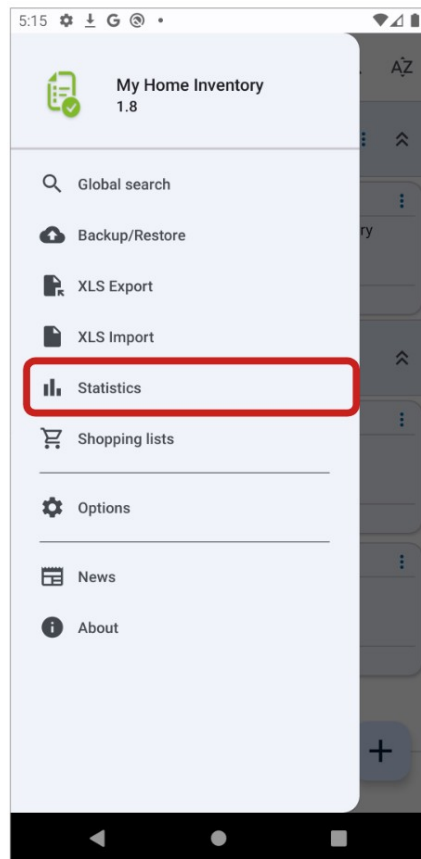 5:15 G
My Home Inventory
1.8
AZ
Global search
Backup/Restore
ry
XLS Export
XLS Import
Statistics
Shopping lists
Options
News
About